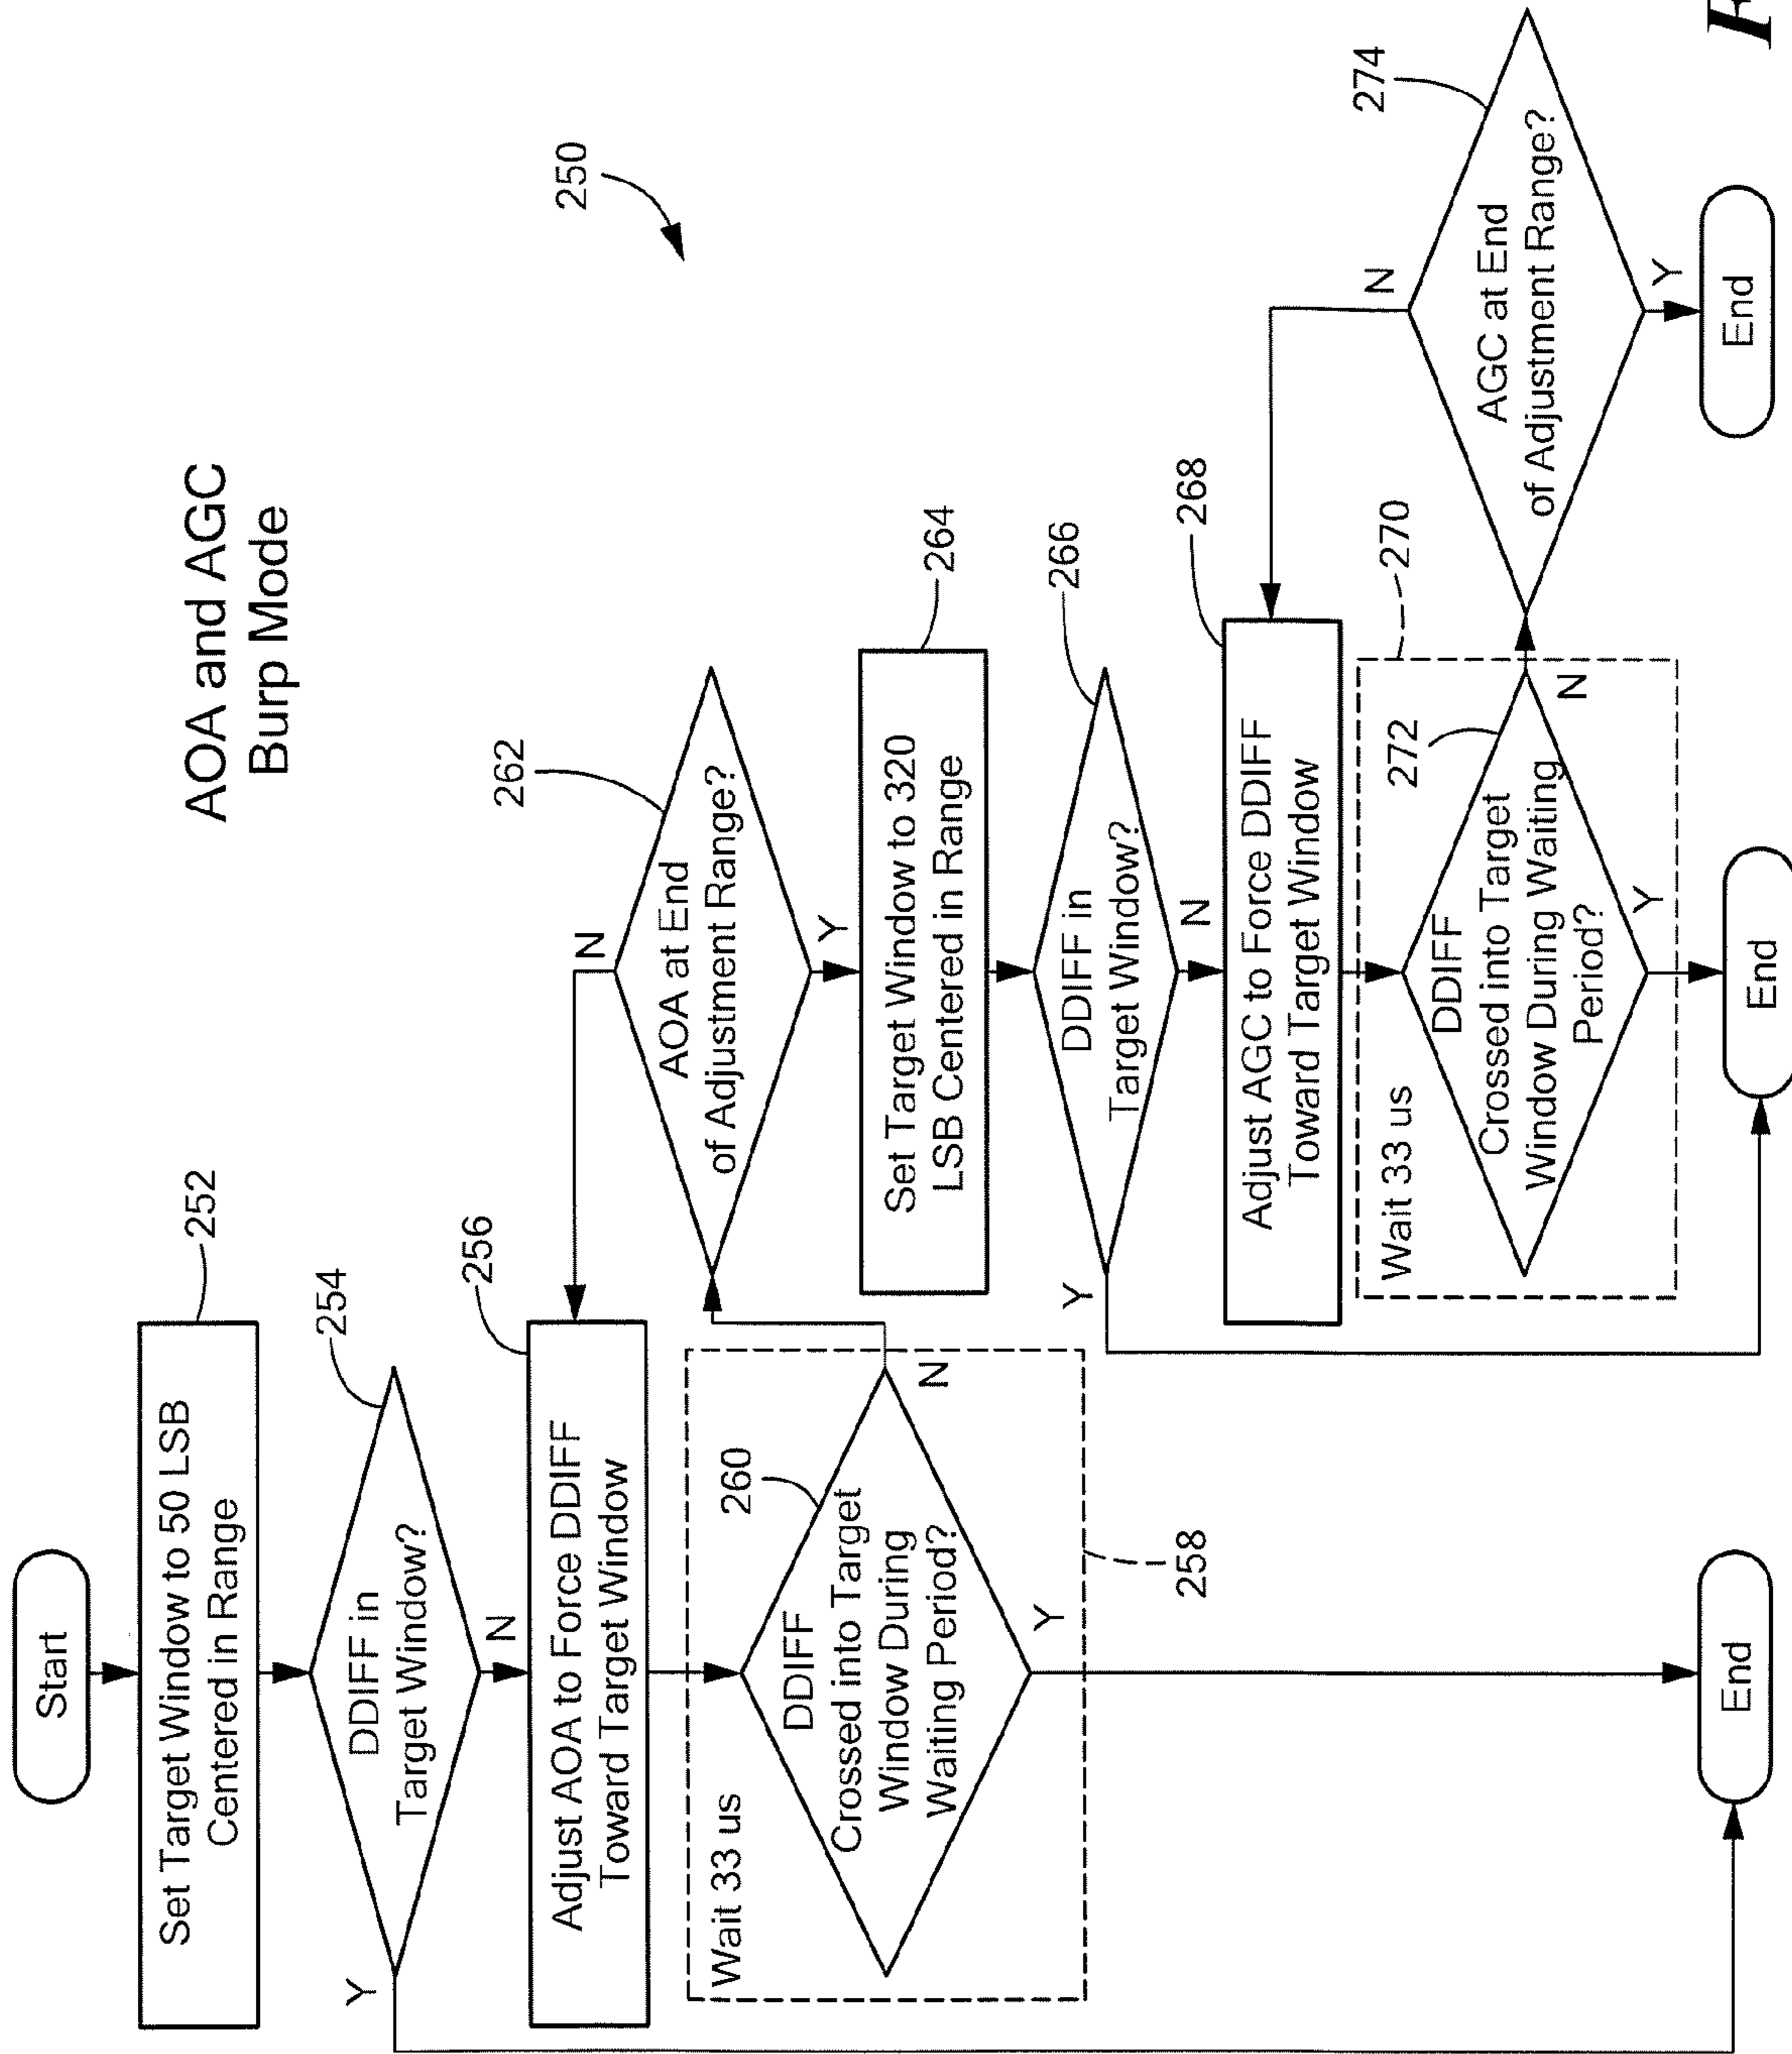 AOA and AGC
Burp Mode
250
Start
Set Target Window to 50 LSB
Centered in Range
252
DDIFF in
Target Window?
254
Y
N
Adjust AOA to Force DDIFF
Toward Target Window
256
Wait 33 us
DDIFF
Crossed into Target
Window During
Waiting Period?
260
258
N
Y
End
AOA at End
of Adjustment Range?
262
N
Y
Set Target Window to 320
LSB Centered in Range
264
DDIFF in
Target Window?
266
Y
N
Adjust AGC to Force DDIFF
Toward Target Window
268
Wait 33 us
DDIFF
Crossed into Target
Window During Waiting
Period?
272
270
N
Y
End
AGC at End
of Adjustment Range?
274
N
Y
End